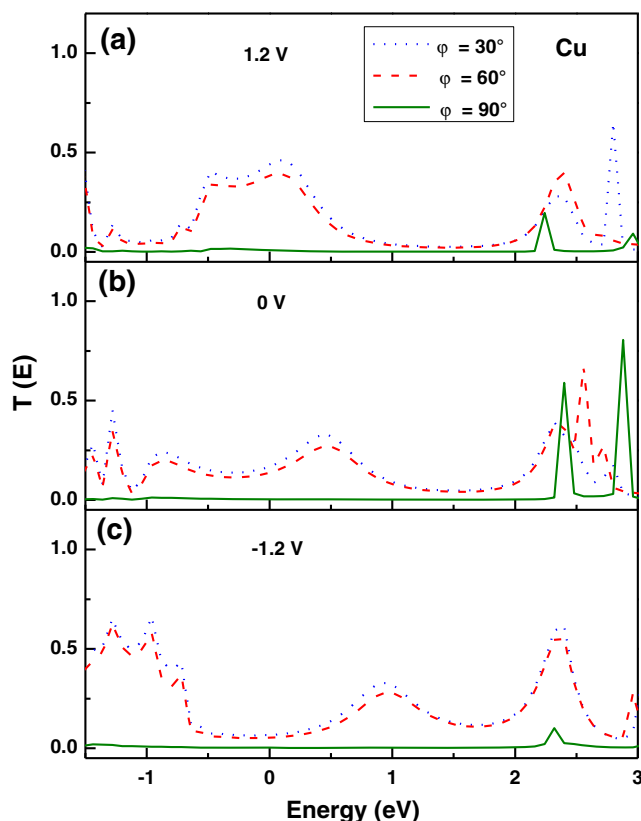 (a)
1.2 V
φ = 30°
φ = 60°
φ = 90°
Cu
1.0
0.5
0.0
(b)
0 V
1.0
0.5
0.0
T (E)
(c)
-1.2 V
1.0
0.5
0.0
-1 0 1 2 3
Energy (eV)